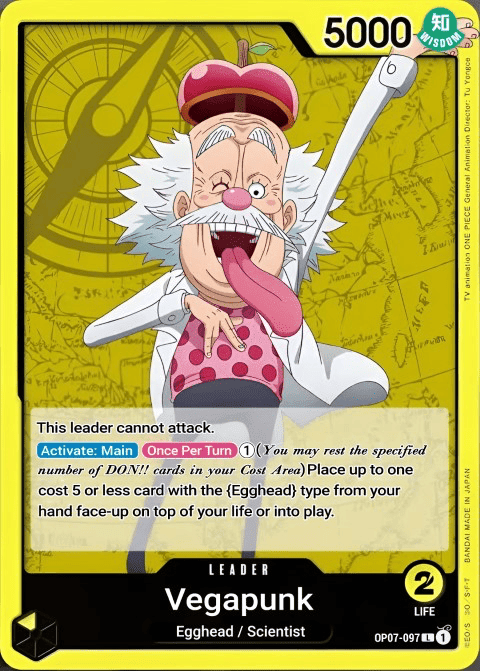 5000
知
WISDOM
TV animation ONE PIECE General Animation Director: Tu Yongce
This leader cannot attack.
Activate: Main Once Per Turn ① (You may rest the specified
number of DON!! cards in your Cost Area) Place up to one
cost 5 or less card with the {Egghead} type from your
hand face-up on top of your life or into play.
BANDAI MADE IN JAPAN
LEADER
Vegapunk
2
LIFE
Egghead / Scientist
OP07-097 L 1